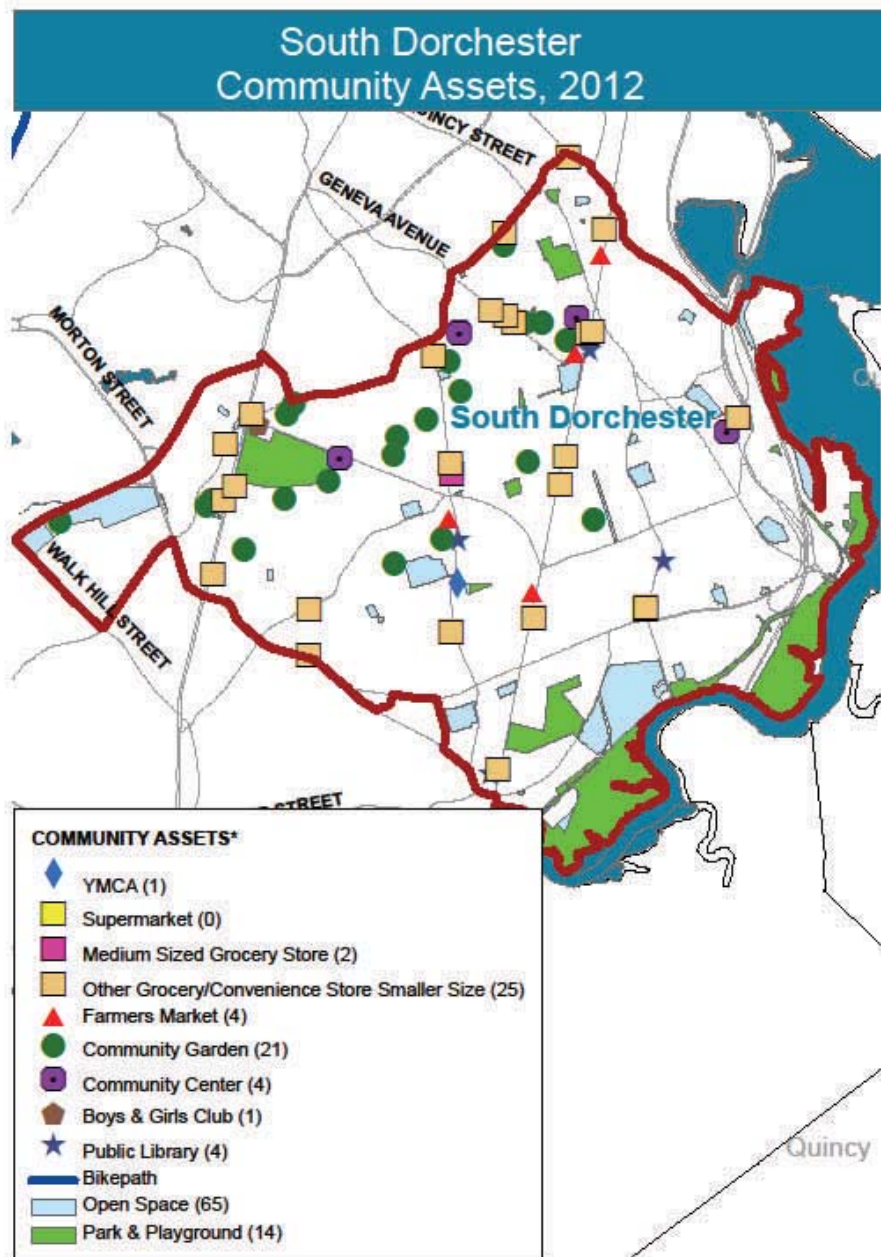 South Dorchester
Community Assets, 2012
INCY STREET
GENEVA AVENUE
MORTON STREET
South Dorchester
WALK HILL STREET
STREET
COMMUNITY ASSETS*
YMCA (1)
Supermarket (0)
Medium Sized Grocery Store (2)
Other Grocery/Convenience Store Smaller Size (25)
Farmers Market (4)
Community Garden (21)
Community Center (4)
Boys & Girls Club (1)
Public Library (4)
Bikepath
Open Space (65)
Park & Playground (14)
Quincy